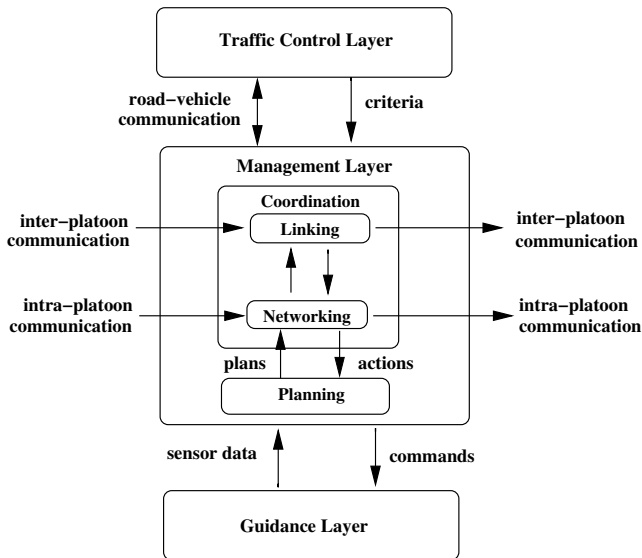 Traffic Control Layer
road−vehicle
communication
criteria
Management Layer
Coordination
inter−platoon
communication
Linking
inter−platoon
communication
intra−platoon
communication
Networking
intra−platoon
communication
plans
actions
Planning
sensor data
commands
Guidance Layer